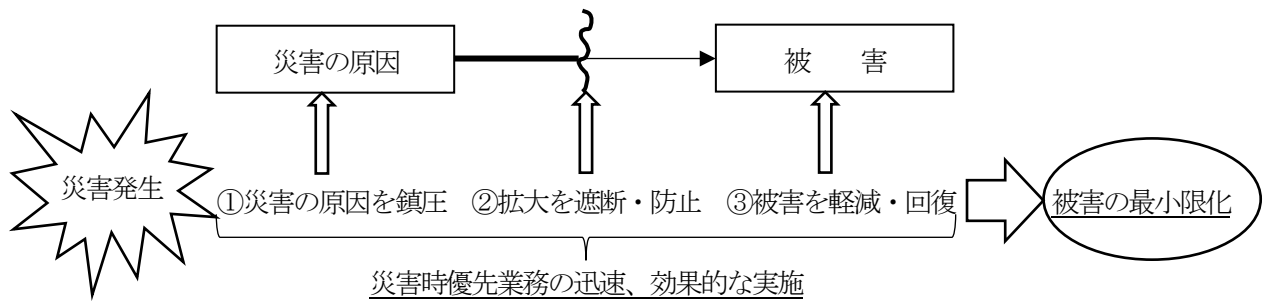 災害の原因
被　　害
災害発生
①災害の原因を鎮圧　②拡大を遮断・防止　③被害を軽減・回復
被害の最小限化
災害時優先業務の迅速、効果的な実施